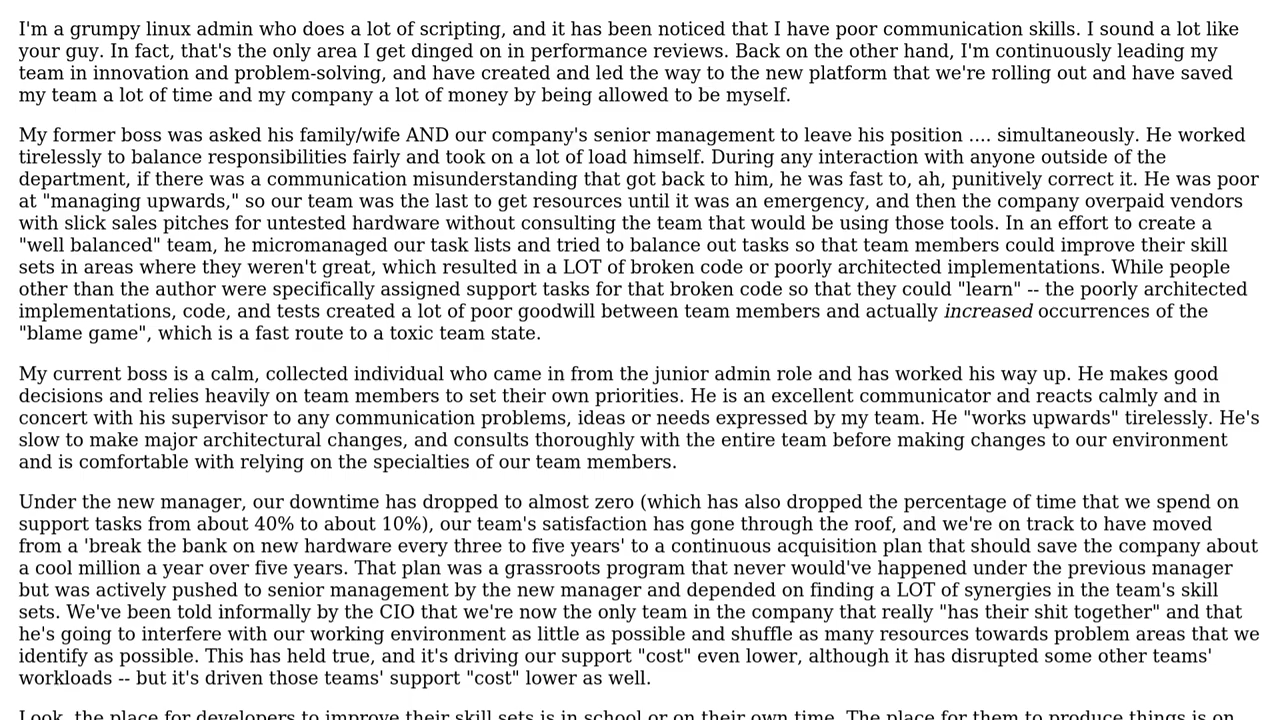 I'm a grumpy linux admin who does a lot of scripting, and it has been noticed that I have poor communication skills. I sound a lot like
your guy. In fact, that's the only area I get dinged on in performance reviews. Back on the other hand, I'm continuously leading my
team in innovation and problem-solving, and have created and led the way to the new platform that we're rolling out and have saved
my team a lot of time and my company a lot of money by being allowed to be myself.
My former boss was asked his family/wife AND our company's senior management to leave his position .... simultaneously. He worked
tirelessly to balance responsibilities fairly and took on a lot of load himself. During any interaction with anyone outside of the
department, if there was a communication misunderstanding that got back to him, he was fast to, ah, punitively correct it. He was poor
at "managing upwards," so our team was the last to get resources until it was an emergency, and then the company overpaid vendors
with slick sales pitches for untested hardware without consulting the team that would be using those tools. In an effort to create a
"well balanced" team, he micromanaged our task lists and tried to balance out tasks so that team members could improve their skill
sets in areas where they weren't great, which resulted in a LOT of broken code or poorly architected implementations. While people
other than the author were specifically assigned support tasks for that broken code so that they could "learn" -- the poorly architected
implementations, code, and tests created a lot of poor goodwill between team members and actually increased occurrences of the
"blame game", which is a fast route to a toxic team state.
My current boss is a calm, collected individual who came in from the junior admin role and has worked his way up. He makes good
decisions and relies heavily on team members to set their own priorities. He is an excellent communicator and reacts calmly and in
concert with his supervisor to any communication problems, ideas or needs expressed by my team. He "works upwards" tirelessly. He's
slow to make major architectural changes, and consults thoroughly with the entire team before making changes to our environment
and is comfortable with relying on the specialties of our team members.
Under the new manager, our downtime has dropped to almost zero (which has also dropped the percentage of time that we spend on
support tasks from about 40% to about 10%), our team's satisfaction has gone through the roof, and we're on track to have moved
from a 'break the bank on new hardware every three to five years' to a continuous acquisition plan that should save the company about
a cool million a year over five years. That plan was a grassroots program that never would've happened under the previous manager
but was actively pushed to senior management by the new manager and depended on finding a LOT of synergies in the team's skill
sets. We've been told informally by the CIO that we're now the only team in the company that really "has their shit together" and that
he's going to interfere with our working environment as little as possible and shuffle as many resources towards problem areas that we
identify as possible. This has held true, and it's driving our support "cost" even lower, although it has disrupted some other teams'
workloads -- but it's driven those teams' support "cost" lower as well.
Look, the place for developers to improve their skill sets is in school or on their own time. The place for them to produce things is on